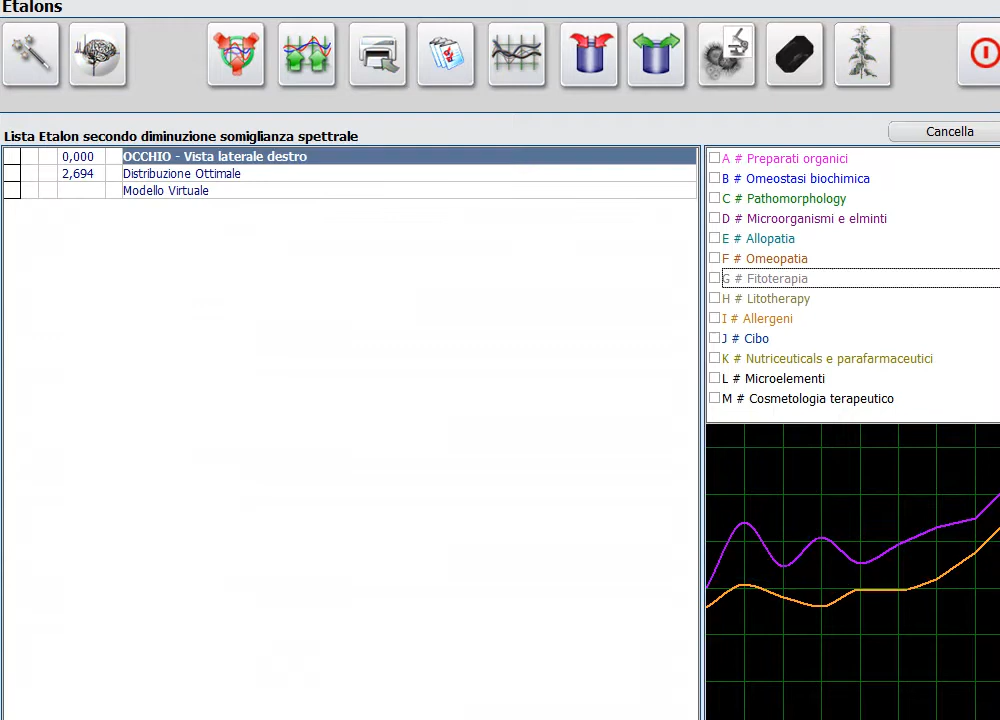 Etalons
Lista Etalon secondo diminuzione somiglianza spettrale
Cancella
0,000 OCCHIO - Vista laterale destro
2,694 Distribuzione Ottimale
Modello Virtuale
A # Preparati organici
B # Omeostasi biochimica
C # Pathomorphology
D # Microorganismi e elminti
E # Allopatia
F # Omeopatia
G # Fitoterapia
H # Litotherapy
I # Allergeni
J # Cibo
K # Nutriceuticals e parafarmaceutici
L # Microelementi
M # Cosmetologia terapeutico